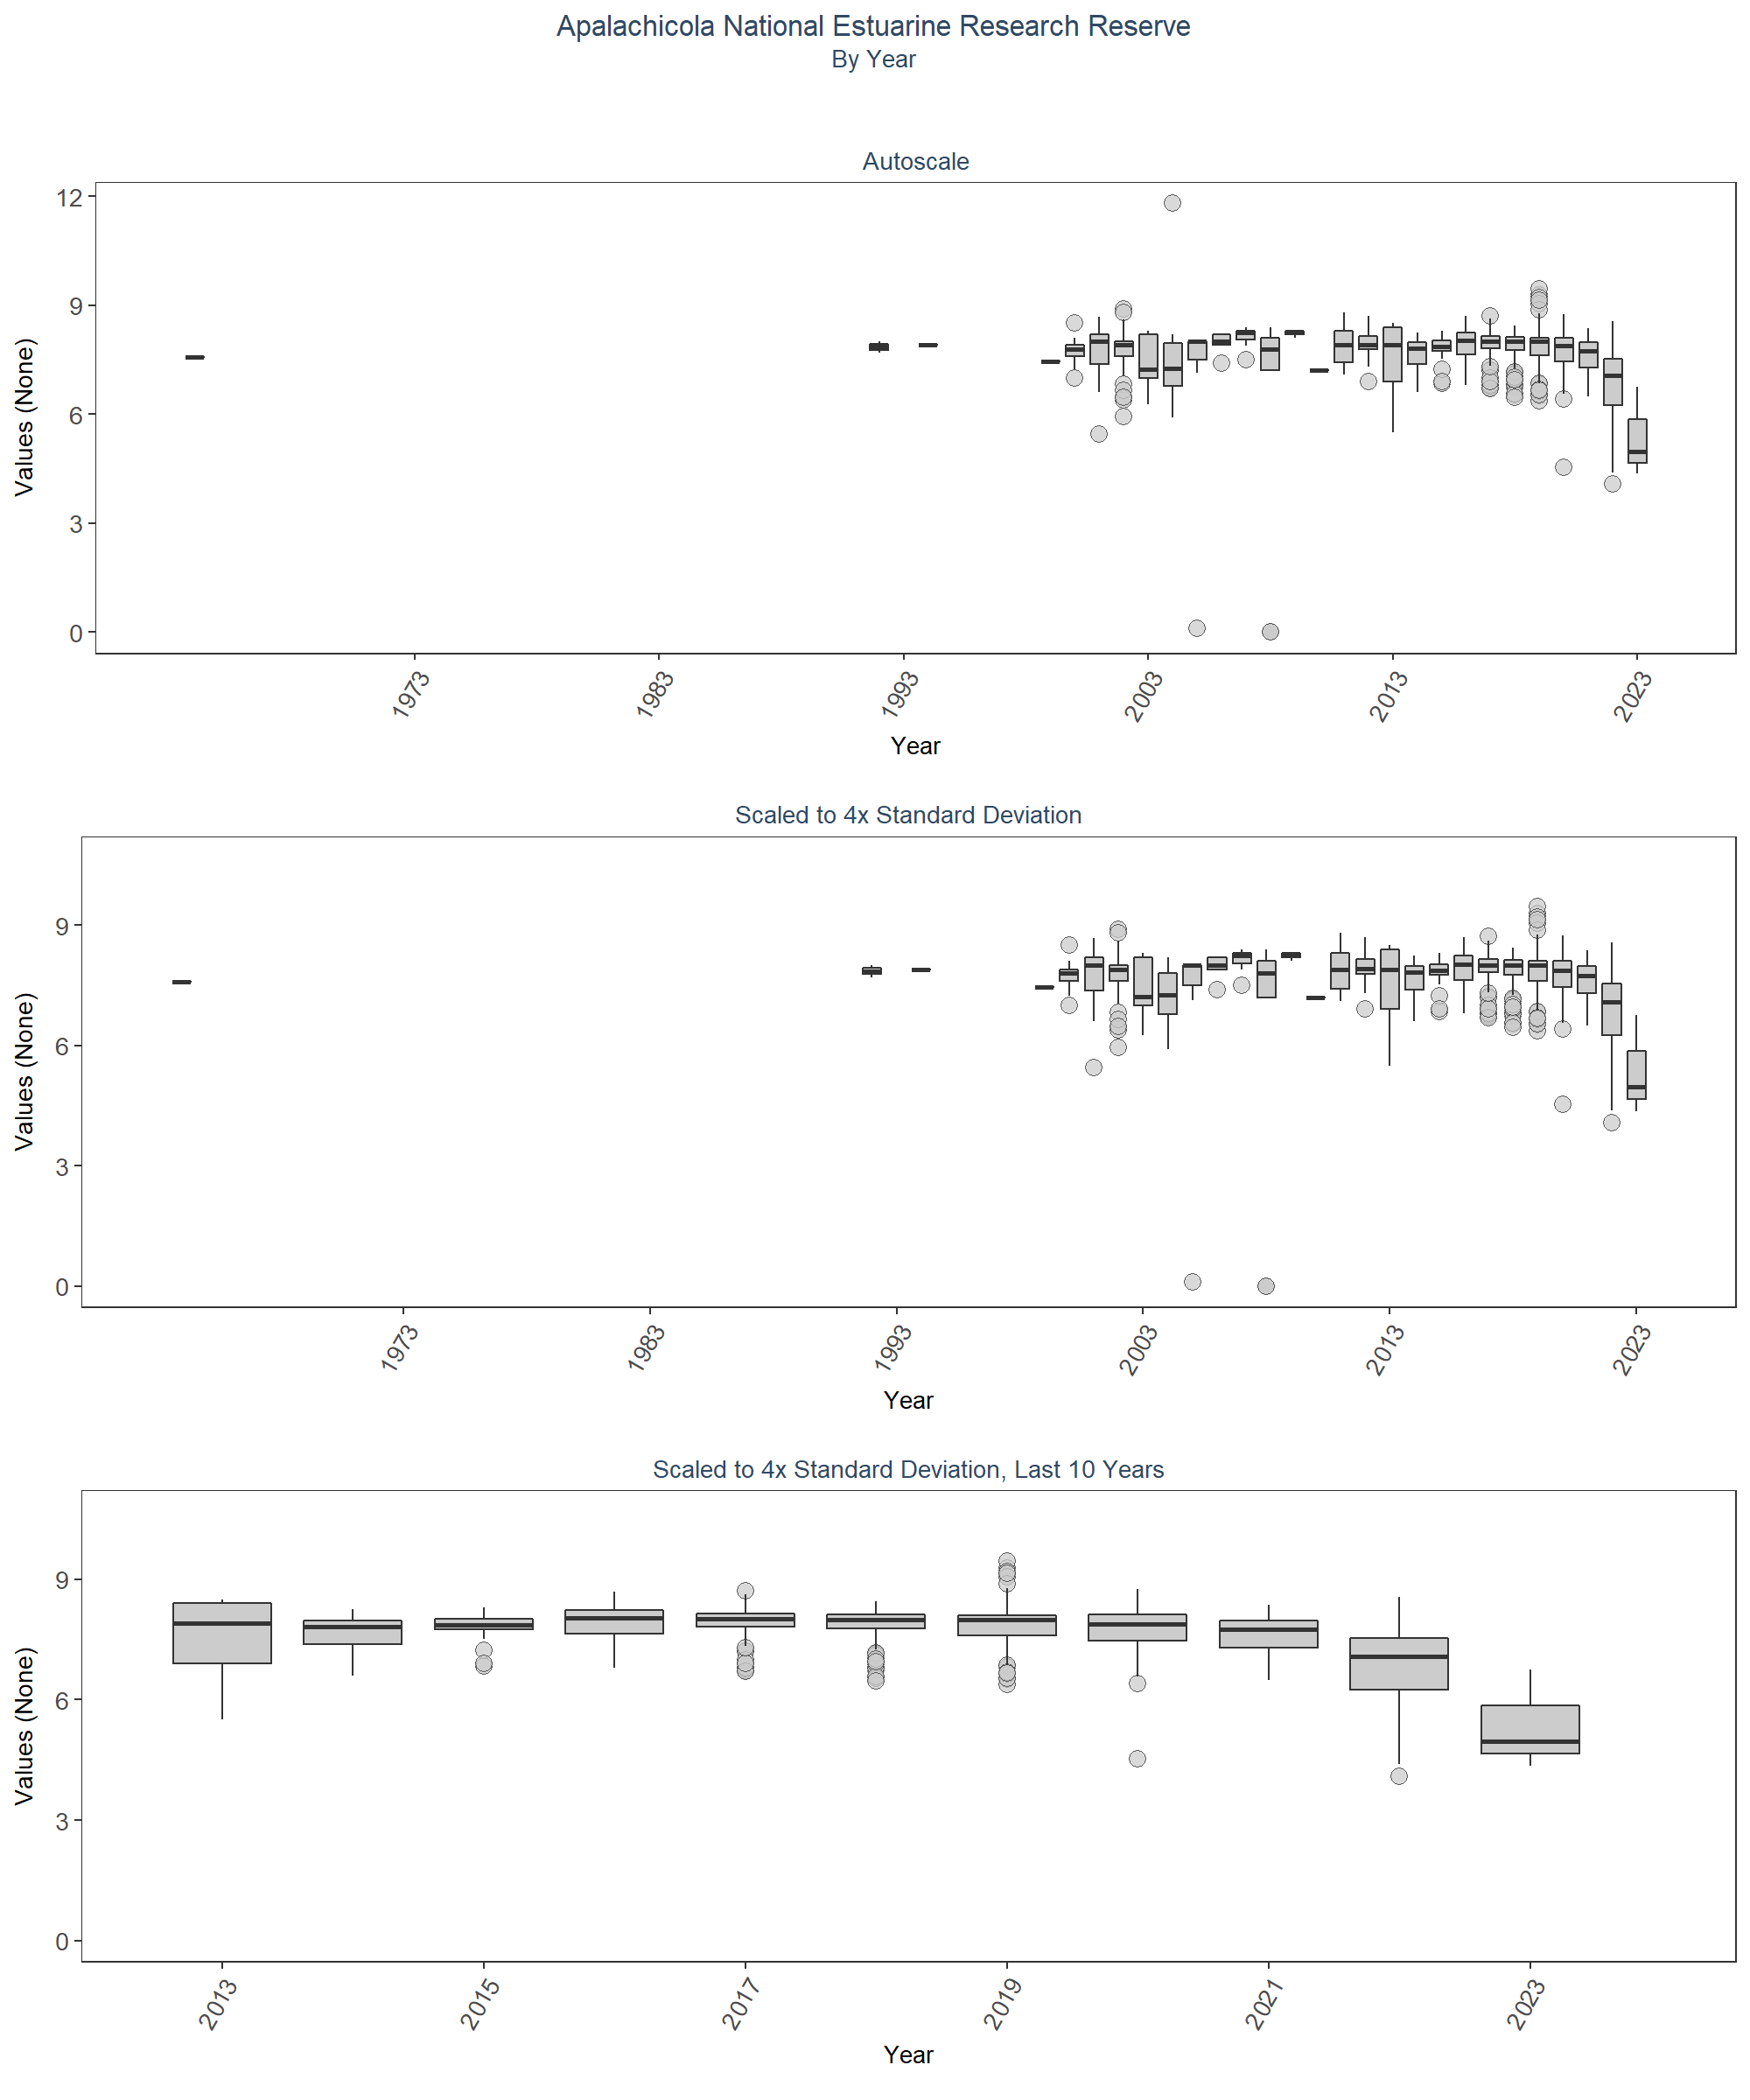 Apalachicola National Estuarine Research Reserve
By Year
Autoscale
Values (None)
12
9
6
3
0
1973 1983 1993 2003 2013 2023
Year
Scaled to 4x Standard Deviation
Values (None)
9
6
3
0
1973 1983 1993 2003 2013 2023
Year
Scaled to 4x Standard Deviation, Last 10 Years
Values (None)
9
6
3
0
2013 2015 2017 2019 2021 2023
Year